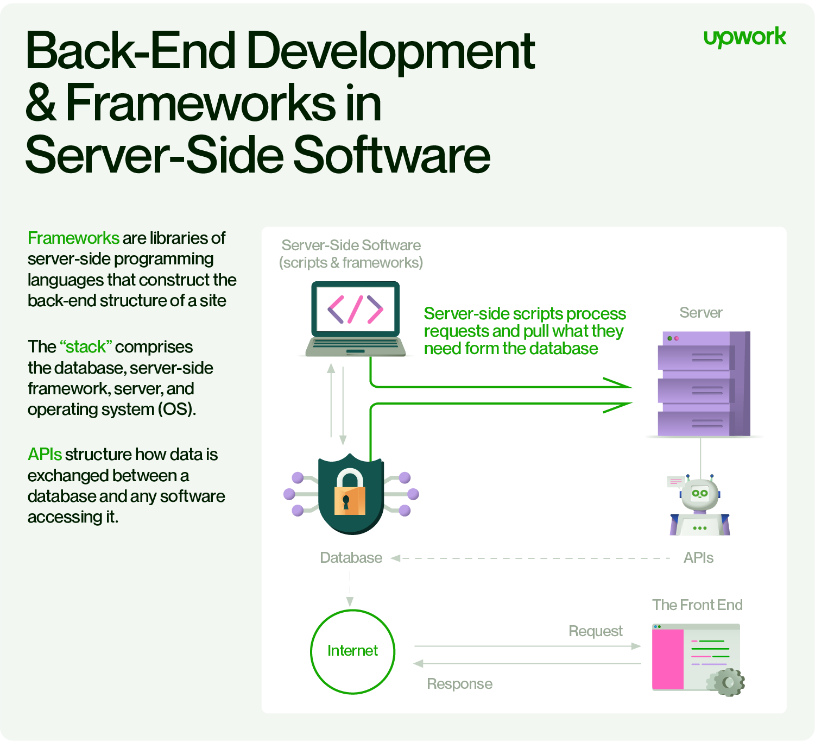 Back-End Development
& Frameworks in
Server-Side Software
upwork
Frameworks are libraries of
server-side programming
languages that construct the
back-end structure of a site
The “stack” comprises
the database, server-side
framework, server, and
operating system (OS).
APIs structure how data is
exchanged between a
database and any software
accessing it.
Server-Side Software
(scripts & frameworks)
Server-side scripts process
requests and pull what they
need form the database
Server
Database
APIs
The Front End
Internet
Request
Response